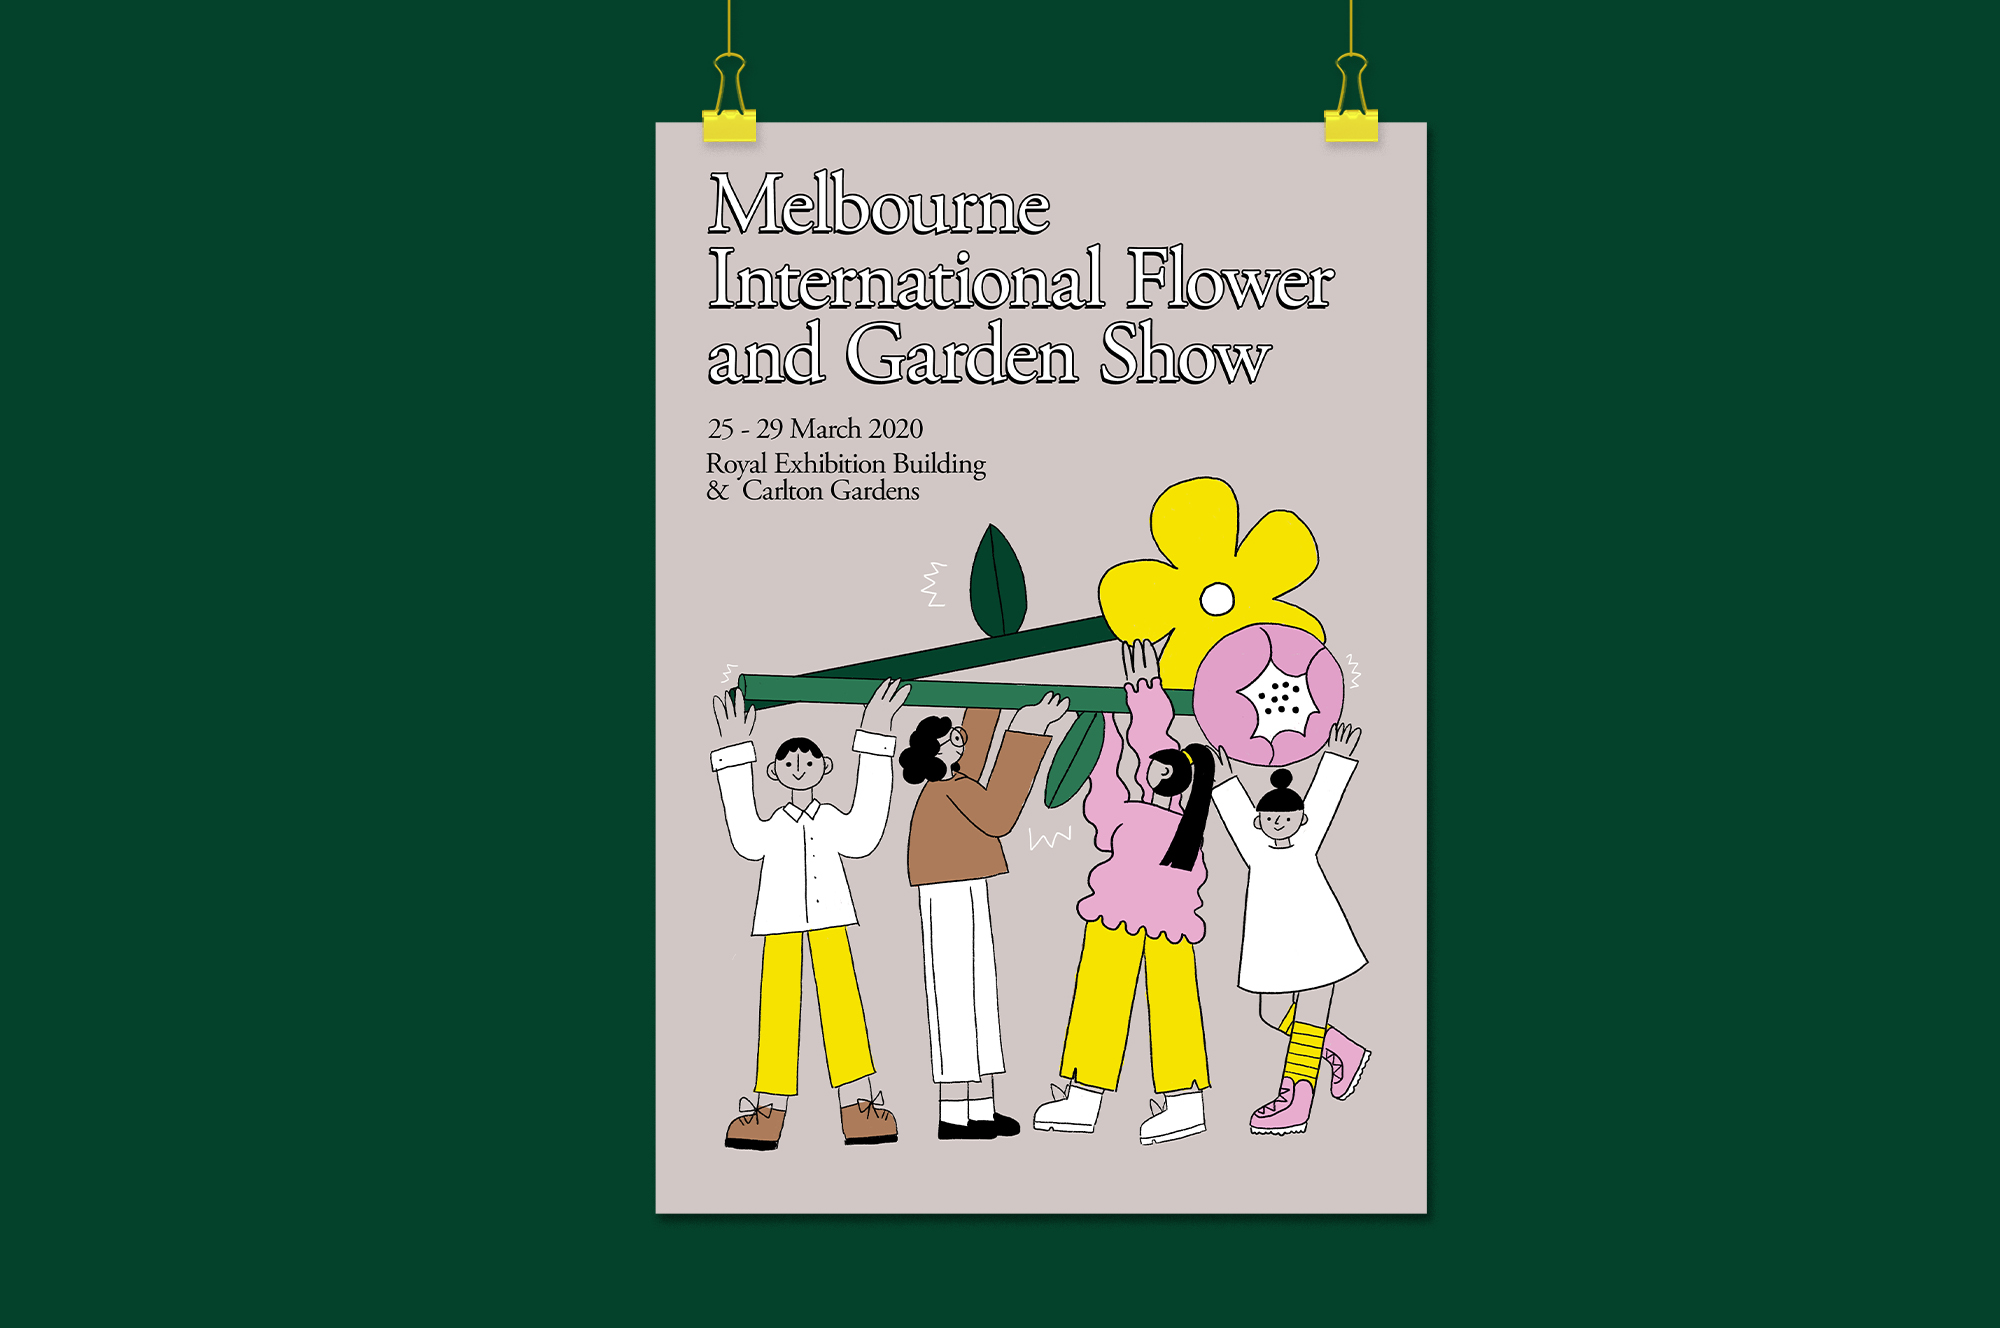 Melbourne
International Flower
and Garden Show
25 - 29 March 2020
Royal Exhibition Building
& Carlton Gardens